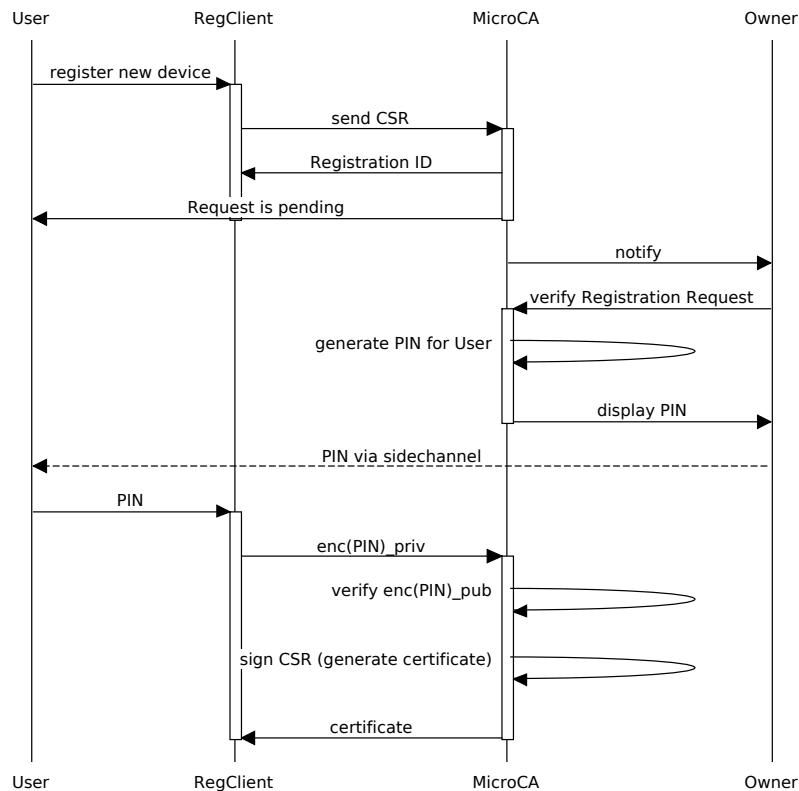 User RegClient MicroCA Owner
register new device
send CSR
Registration ID
Request is pending
notify
verify Registration Request
generate PIN for User
display PIN
PIN via sidechannel
PIN
enc(PIN)_priv
verify enc(PIN)_pub
sign CSR (generate certificate)
certificate
User RegClient MicroCA Owner